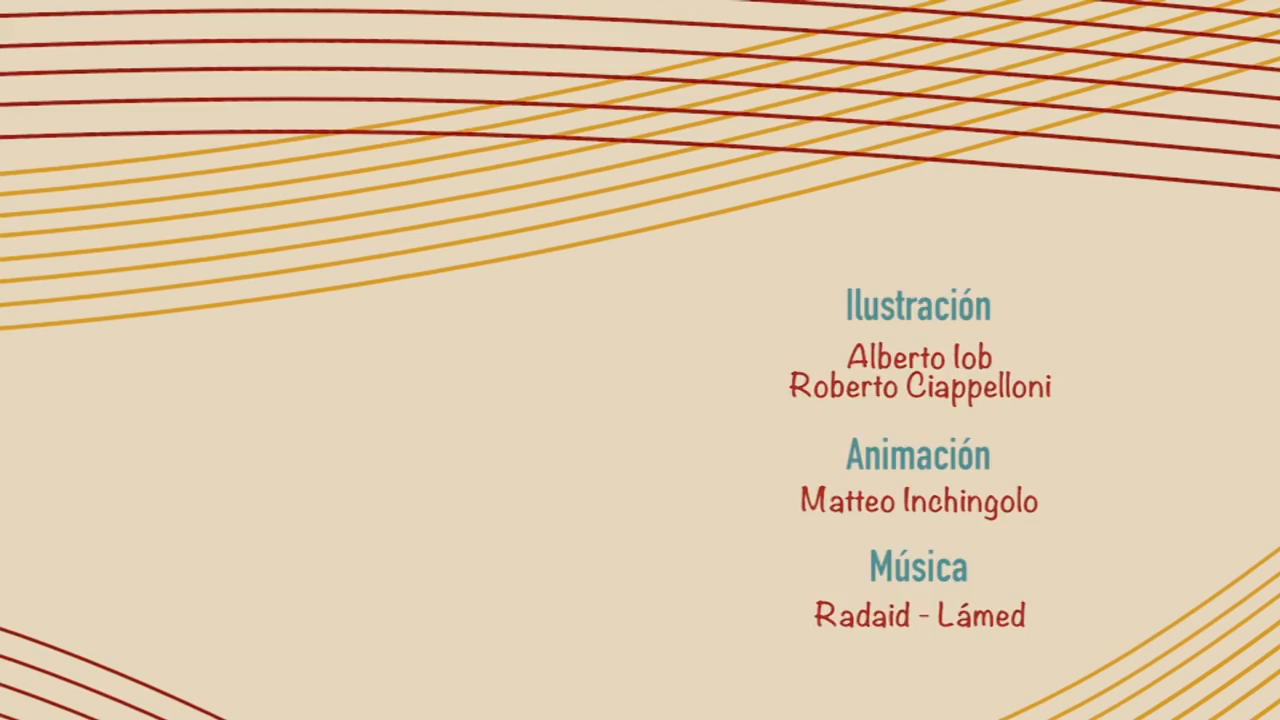 Ilustración
Alberto Iob
Roberto Ciappelloni
Animación
Matteo Inchingolo
Música
Radaid - Lámed